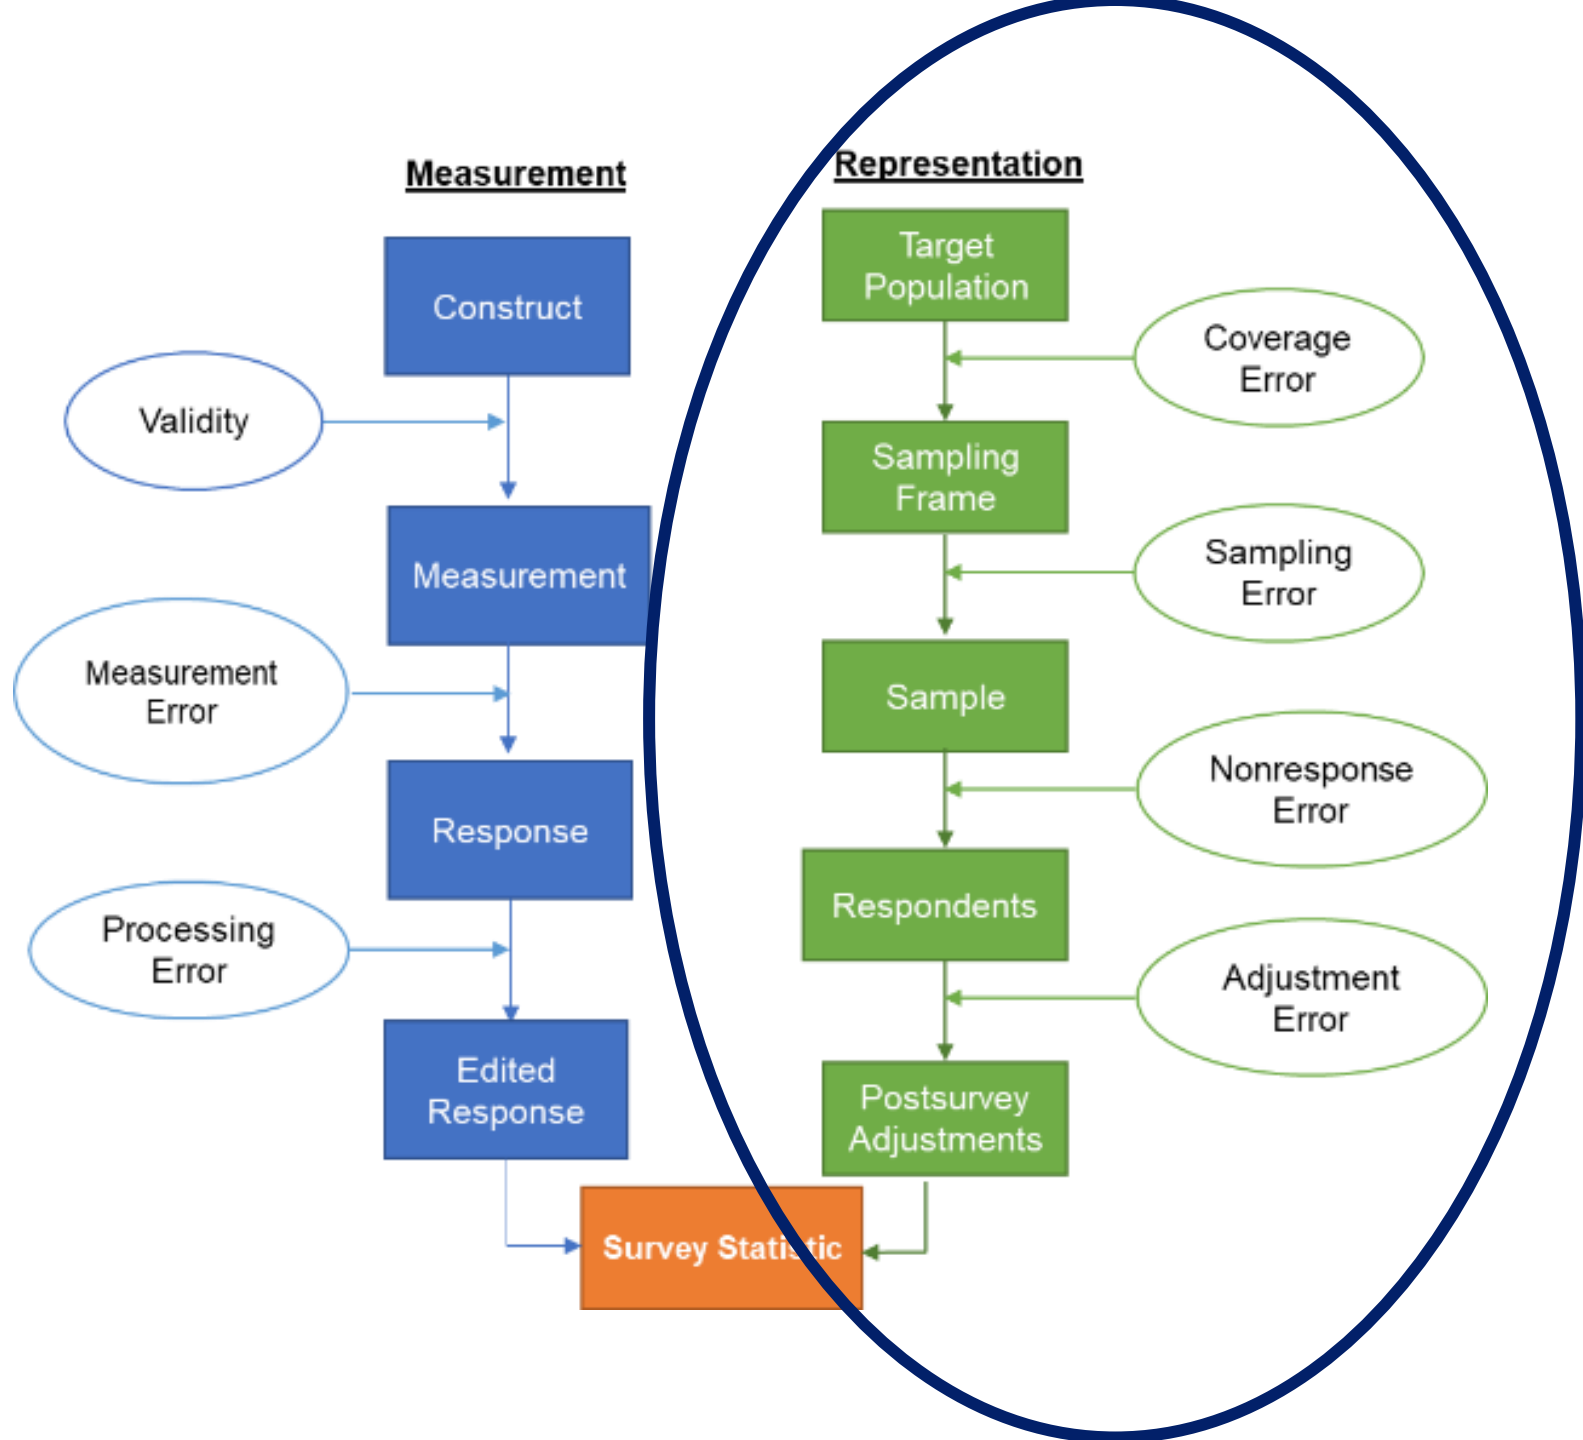 Measurement
Construct
Validity
Measurement
Measurement
Error
Response
Processing
Error
Edited
Response
Representation
Target
Population
Coverage
Error
Sampling
Frame
Sampling
Error
Sample
Nonresponse
Error
Respondents
Adjustment
Error
Postsurvey
Adjustments
Survey Statistic